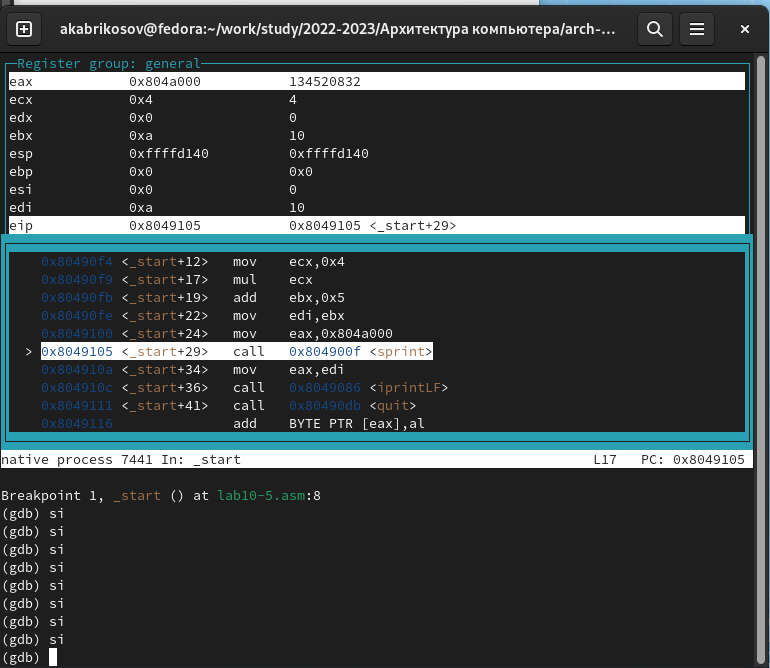 akabrikosov@fedora:~/work/study/2022-2023/Архитектура компьютера/arch-...
Register group: general
eax 0x804a000 134520832
ecx 0x4 4
edx 0x0 0
ebx 0xa 10
esp 0xffffd140 0xffffd140
ebp 0x0 0x0
esi 0x0 0
edi 0xa 10
eip 0x8049105 0x8049105 <_start+29>
0x80490f4 <_start+12> mov ecx,0x4
0x80490f9 <_start+17> mul ecx
0x80490fb <_start+19> add ebx,0x5
0x80490fe <_start+22> mov edi,ebx
0x8049100 <_start+24> mov eax,0x804a000
> 0x8049105 <_start+29> call 0x804900f <sprint>
0x804910a <_start+34> mov eax,edi
0x804910c <_start+36> call 0x8049086 <iprintLF>
0x8049111 <_start+41> call 0x80490db <quit>
0x8049116 add BYTE PTR [eax],al
native process 7441 In: _start L17 PC: 0x8049105
Breakpoint 1, _start () at lab10-5.asm:8
(gdb) si
(gdb) si
(gdb) si
(gdb) si
(gdb) si
(gdb) si
(gdb) si
(gdb) si
(gdb)